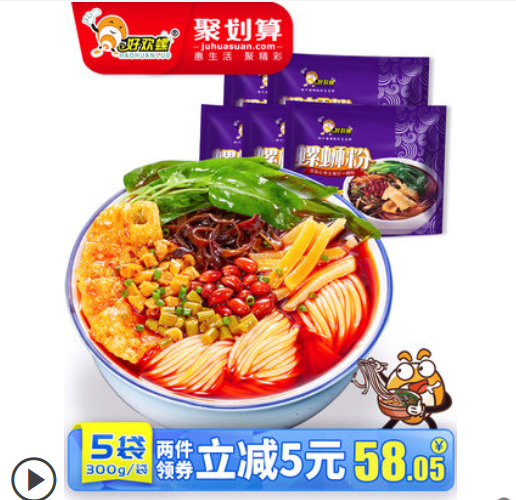 好欢螺
HAOHUANLUO
聚划算
juhuasuan.com
惠生活 聚精彩
好欢螺
螺蛳粉
5袋
300g/袋
两件
领券
立减5元
58.05
¥